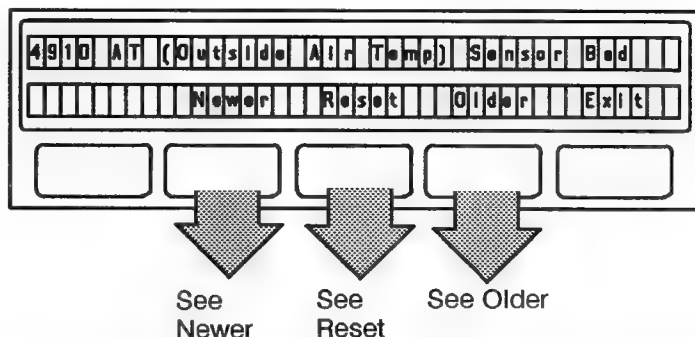 4910 AT (Outside Air Temp) Sensor Bad
Newer Reset Older Exit
See Newer
See Reset
See Older